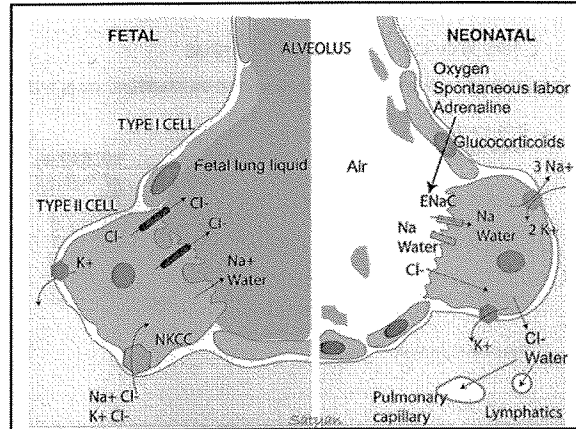 FETAL
NEONATAL
ALVEOLUS
Oxygen
Spontaneous labor
Adrenaline
TYPE I CELL
Glucocorticoids
Fetal lung liquid
Air
3 Na+
TYPE II CELL
ENaC
Cl-
Cl-
Na
Water
Na
Water
2 K+
Cl-
Cl-
K+
Na+
Water
Cl-
NKCC
K+
Cl-
Water
Na+ Cl-
K+ Cl-
Pulmonary
capillary
Lymphatics
Satyan